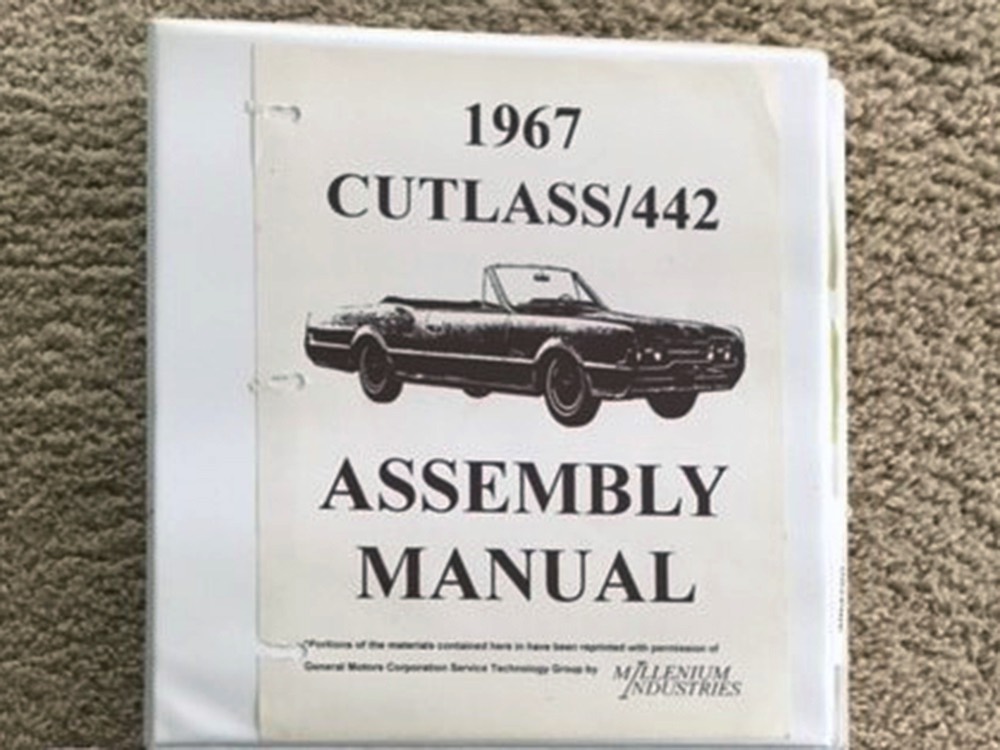 1967
CUTLASS/442
ASSEMBLY
MANUAL
*Portions of the materials contained here in have been reprinted with permission of
General Motors Corporation Service Technology Group by MILLENIUM
INDUSTRIES